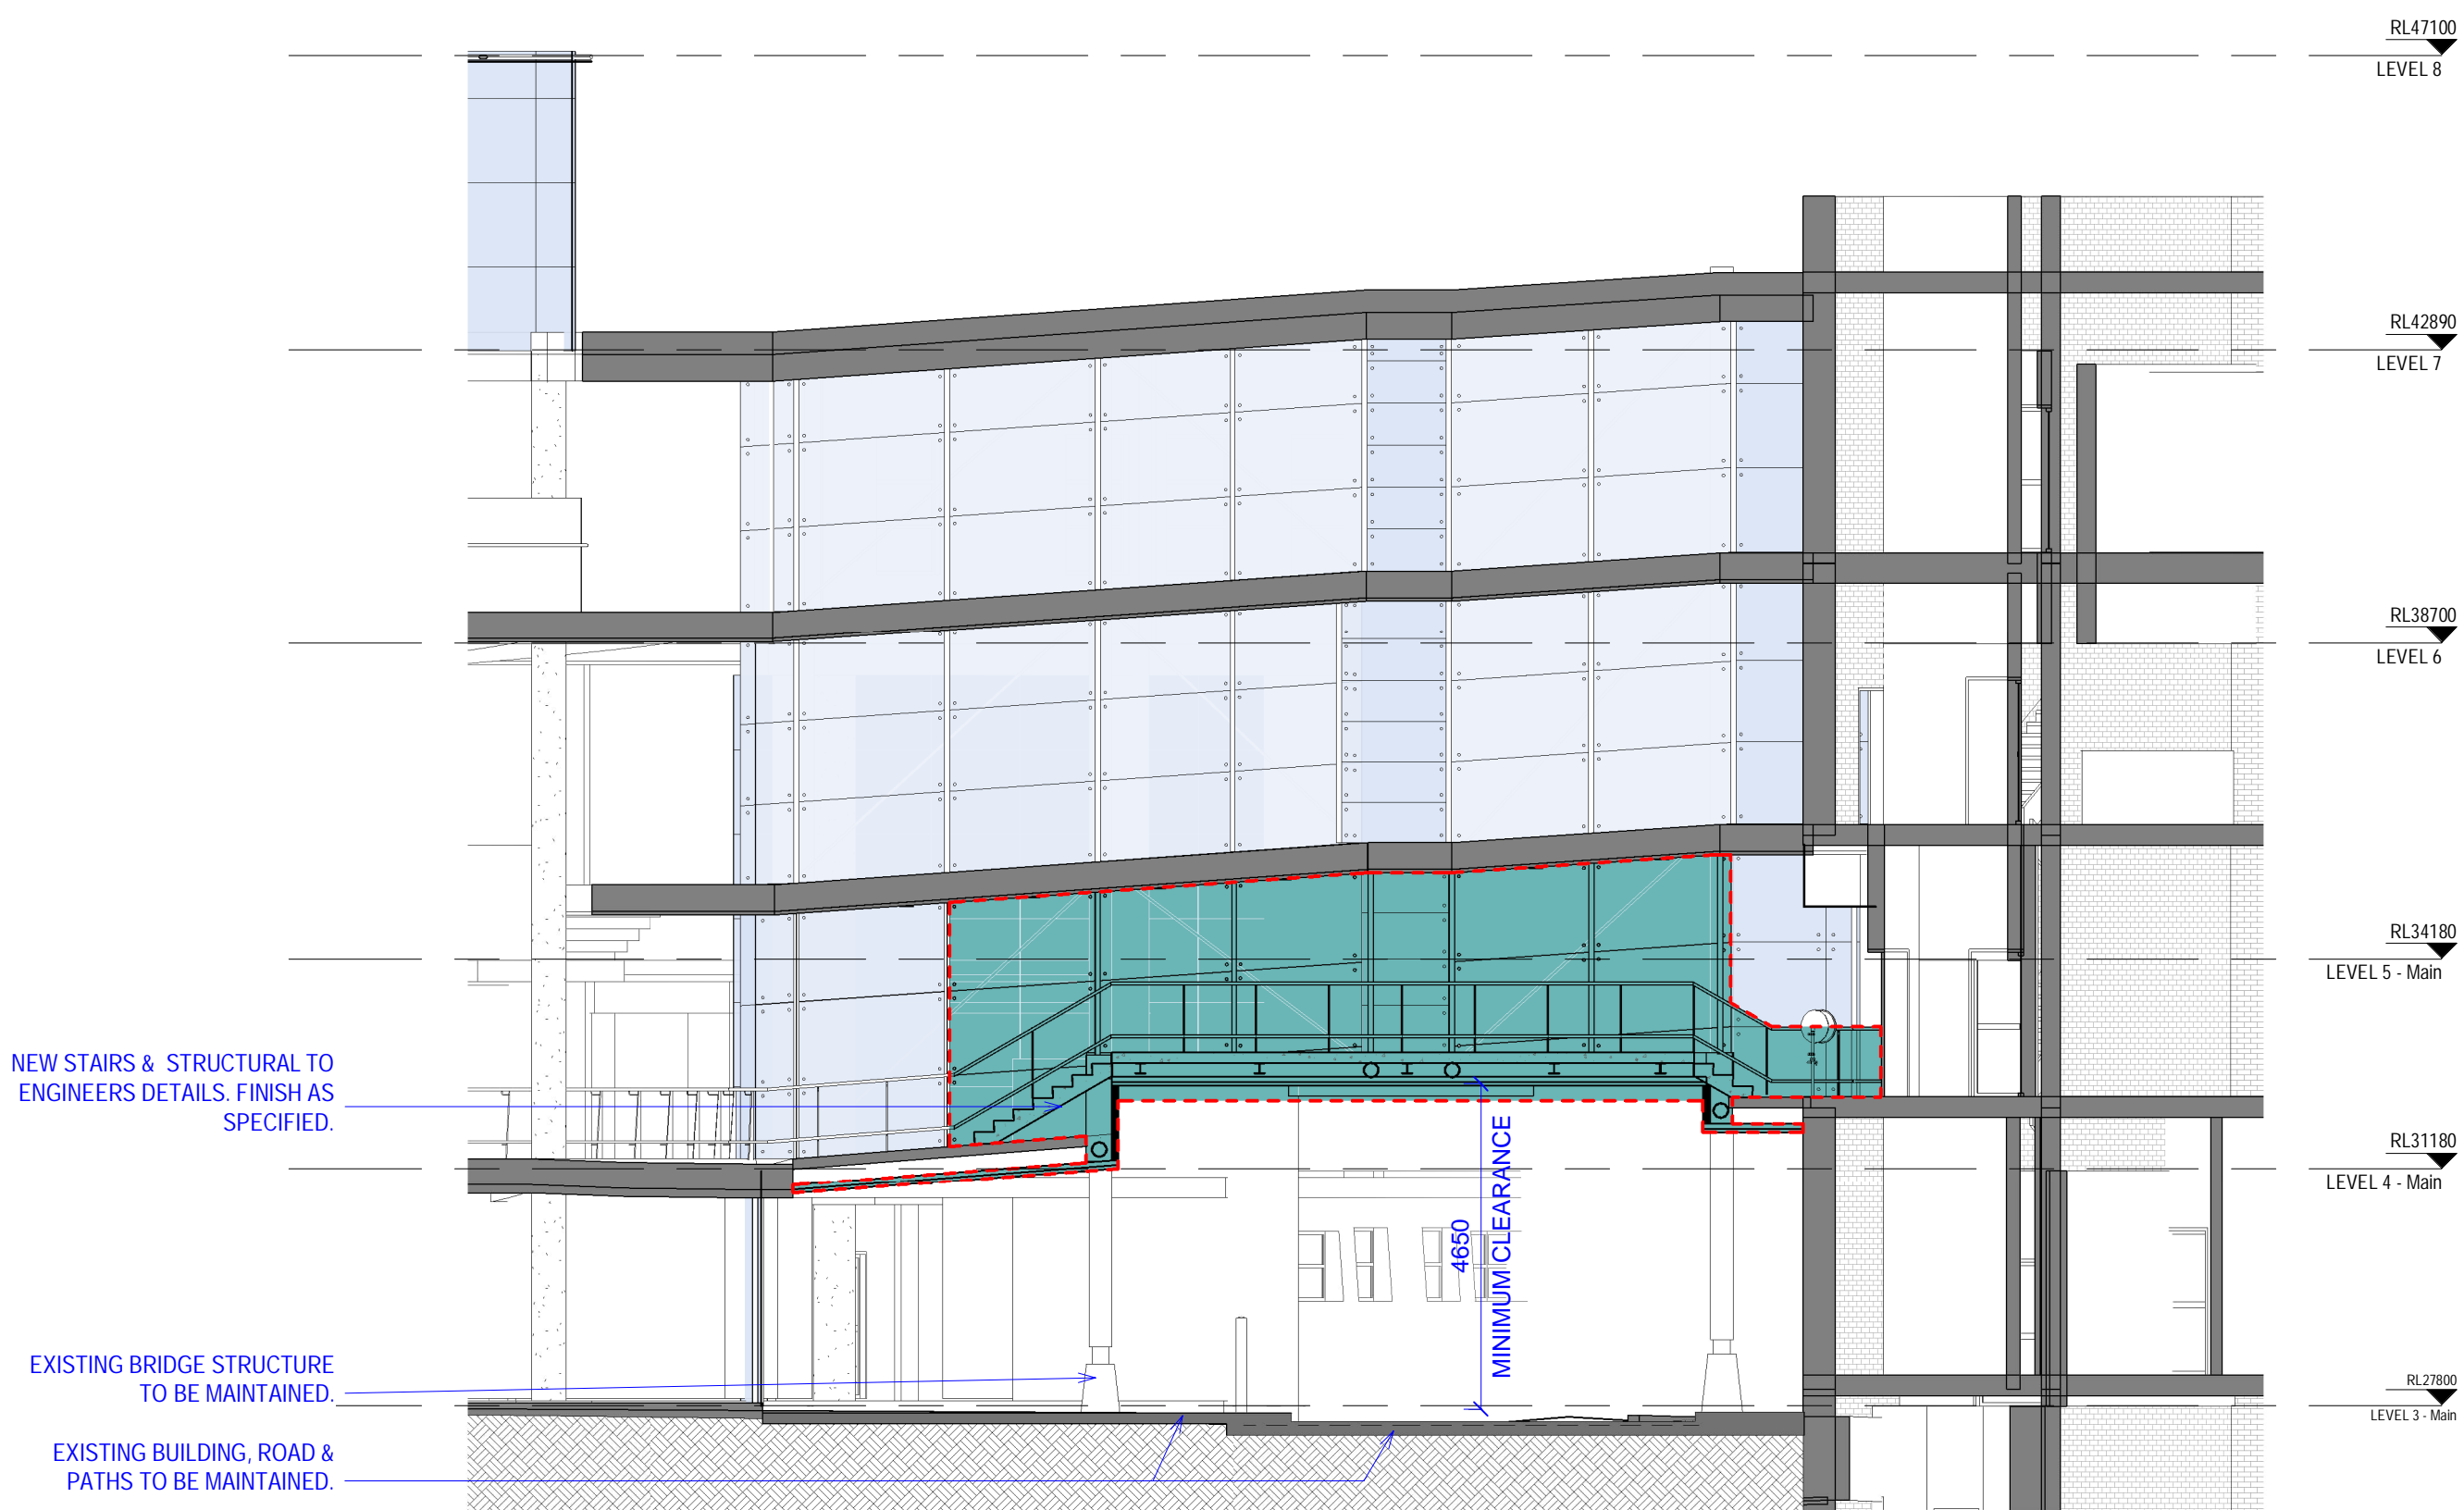 RL47100
LEVEL 8
RL42890
LEVEL 7
RL38700
LEVEL 6
RL34180
LEVEL 5 - Main
NEW STAIRS & STRUCTURAL TO
ENGINEERS DETAILS. FINISH AS
SPECIFIED.
4650
MINIMUM CLEARANCE
RL31180
LEVEL 4 - Main
EXISTING BRIDGE STRUCTURE
TO BE MAINTAINED.
RL27800
LEVEL 3 - Main
EXISTING BUILDING, ROAD &
PATHS TO BE MAINTAINED.